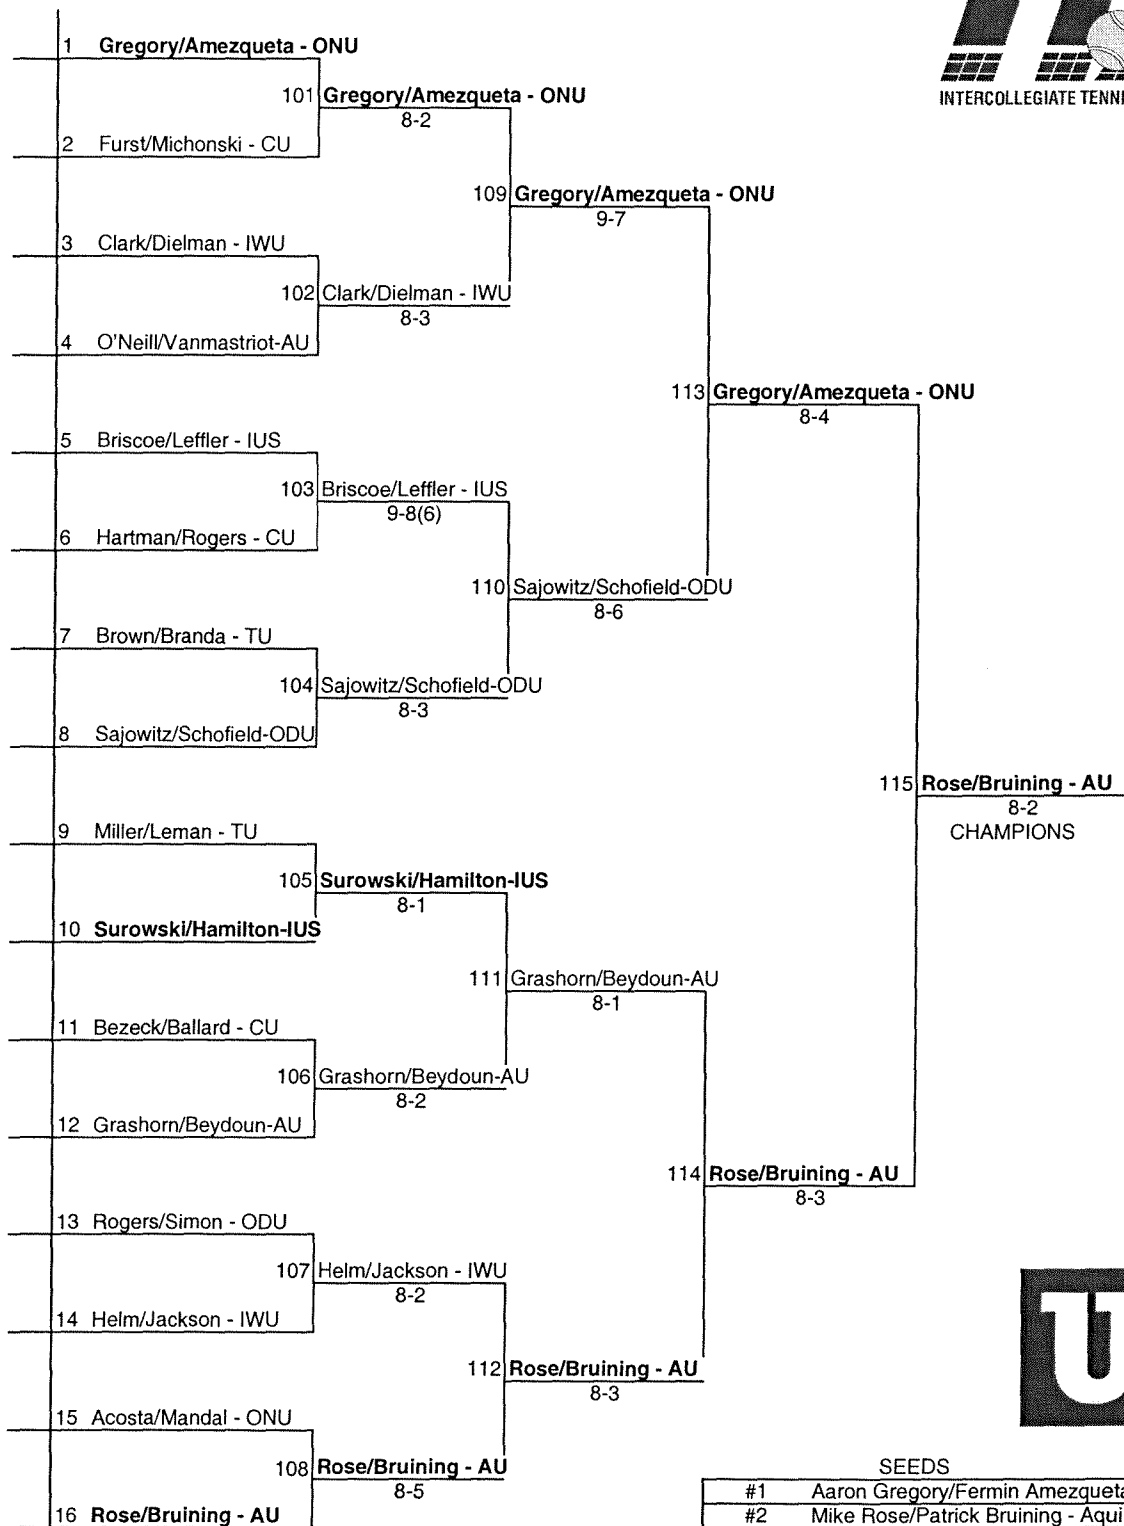 1 Gregory/Amezqueta - ONU
INTERCOLLEGIATE TENNI
101 Gregory/Amezqueta - ONU
8-2
2 Furst/Michonski - CU
109 Gregory/Amezqueta - ONU
9-7
3 Clark/Dielman - IWU
102 Clark/Dielman - IWU
8-3
4 O'Neill/Vanmastriot-AU
113 Gregory/Amezqueta - ONU
8-4
5 Briscoe/Leffler - IUS
103 Briscoe/Leffler - IUS
9-8(6)
6 Hartman/Rogers - CU
110 Sajowitz/Schofield-ODU
8-6
7 Brown/Branda - TU
104 Sajowitz/Schofield-ODU
8-3
8 Sajowitz/Schofield-ODU
115 Rose/Bruining - AU
8-2
CHAMPIONS
9 Miller/Leman - TU
105 Surowski/Hamilton-IUS
8-1
10 Surowski/Hamilton-IUS
111 Grashorn/Beydoun-AU
8-1
11 Bezeck/Ballard - CU
106 Grashorn/Beydoun-AU
8-2
12 Grashorn/Beydoun-AU
114 Rose/Bruining - AU
8-3
13 Rogers/Simon - ODU
107 Helm/Jackson - IWU
8-2
14 Helm/Jackson - IWU
112 Rose/Bruining - AU
8-3
15 Acosta/Mandal - ONU
108 Rose/Bruining - AU
8-5
16 Rose/Bruining - AU
U
SEEDS
#1 Aaron Gregory/Fermin Amezqueta
#2 Mike Rose/Patrick Bruining - Aqui